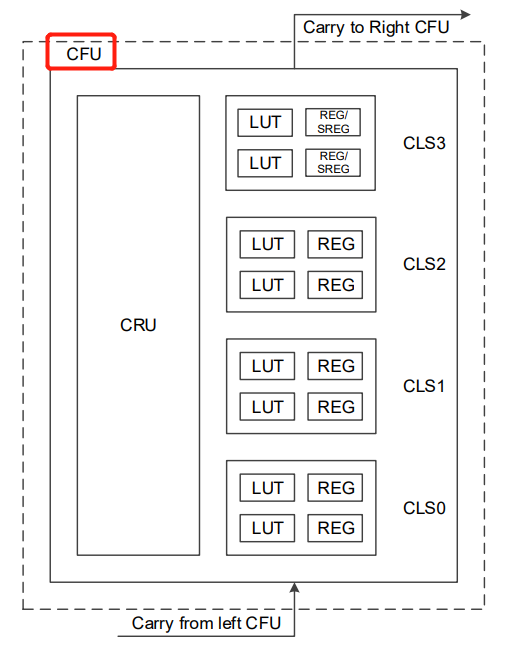 Carry to Right CFU
CFU
LUT
REG/
SREG
LUT
REG/
SREG
CLS3
LUT
REG
LUT
REG
CLS2
CRU
LUT
REG
LUT
REG
CLS1
LUT
REG
LUT
REG
CLS0
Carry from left CFU